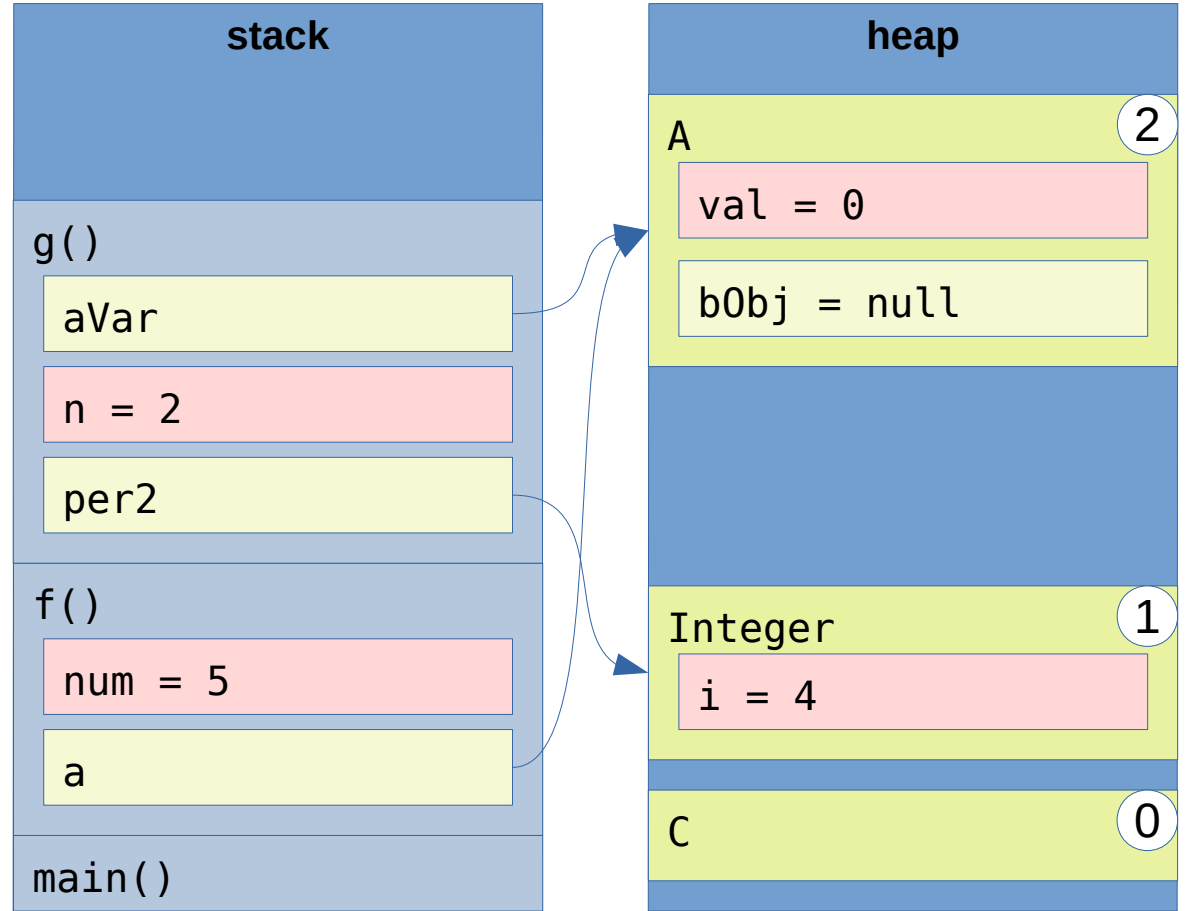 stack
g()
aVar
n = 2
per2
f()
num = 5
a
main()
heap
A
2
val = 0
bObj = null
Integer
1
i = 4
C
0